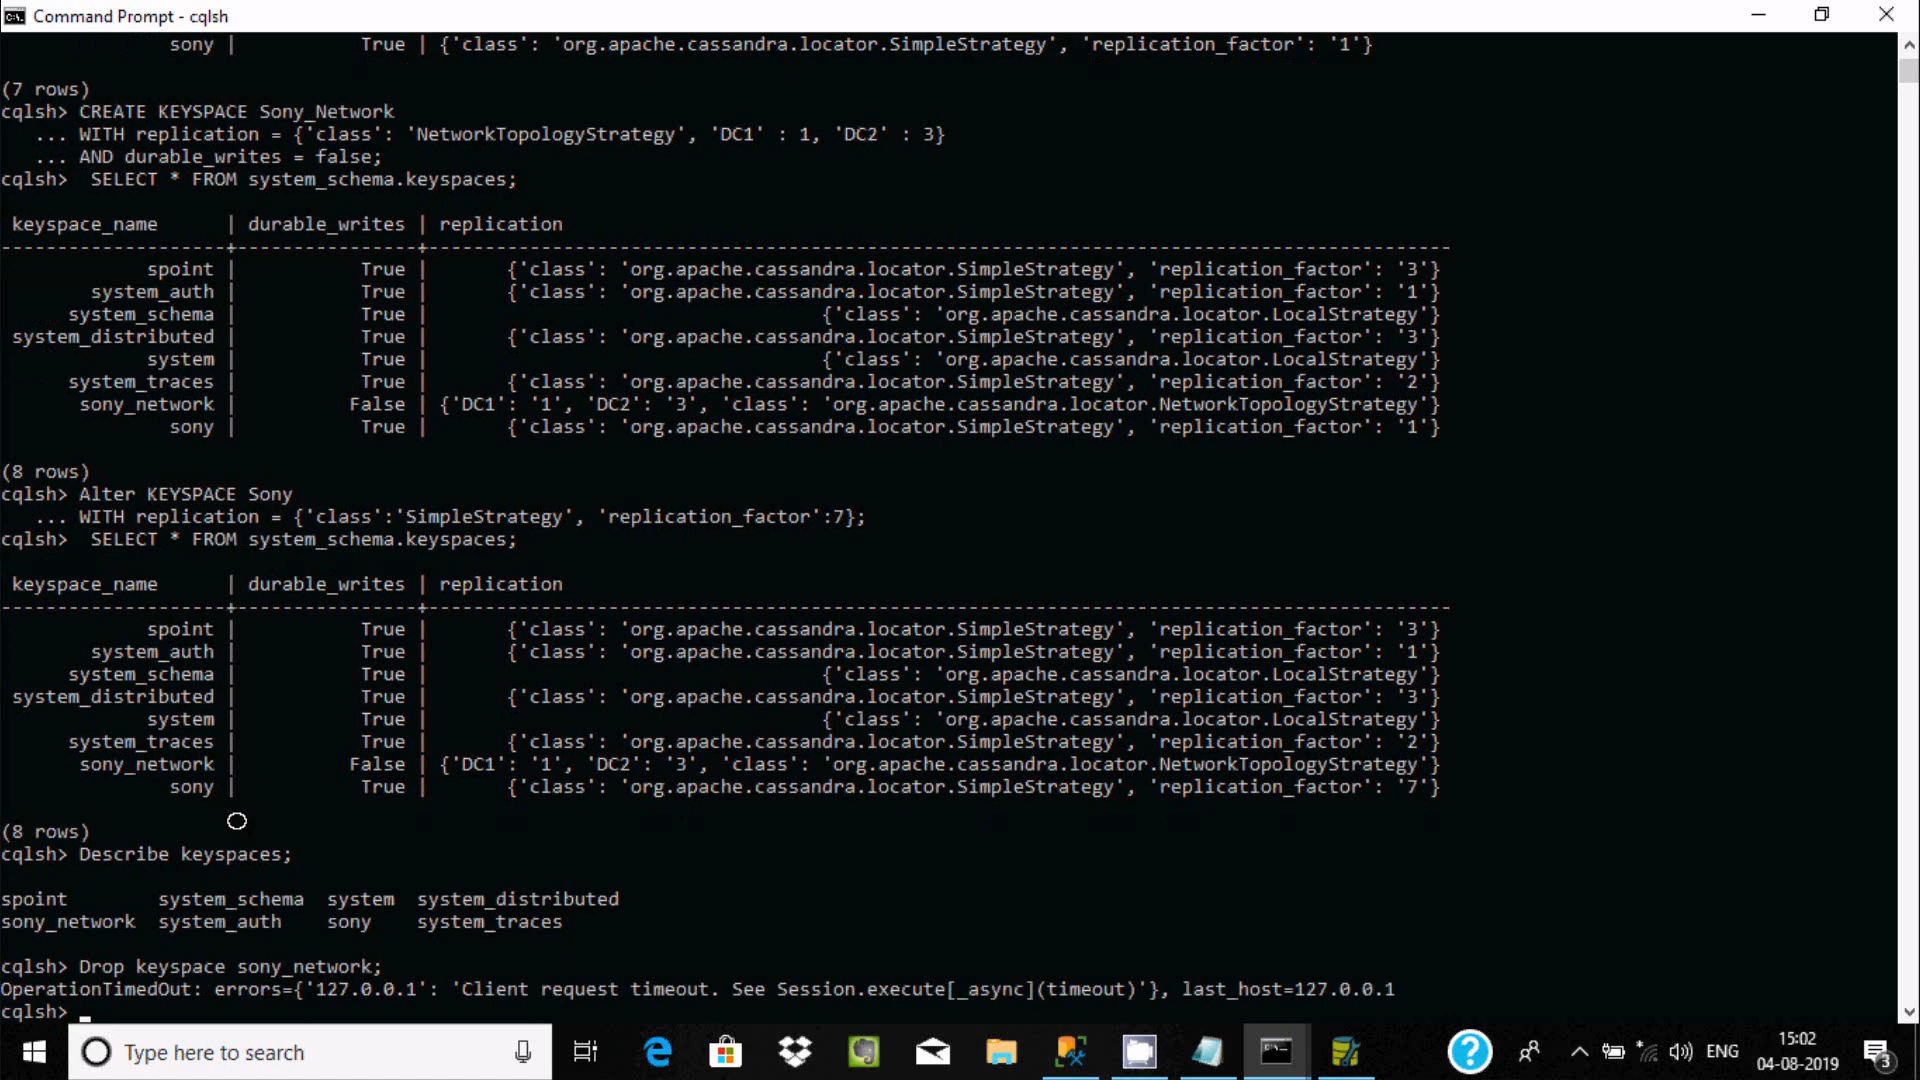 Command Prompt - cqlsh
sony | True | {'class': 'org.apache.cassandra.locator.SimpleStrategy', 'replication_factor': '1'}
(7 rows)
cqlsh> CREATE KEYSPACE Sony_Network
... WITH replication = {'class': 'NetworkTopologyStrategy', 'DC1' : 1, 'DC2' : 3}
... AND durable_writes = false;
cqlsh>  SELECT * FROM system_schema.keyspaces;
keyspace_name | durable_writes | replication
spoint | True | {'class': 'org.apache.cassandra.locator.SimpleStrategy', 'replication_factor': '3'}
system_auth | True | {'class': 'org.apache.cassandra.locator.SimpleStrategy', 'replication_factor': '1'}
system_schema | True | {'class': 'org.apache.cassandra.locator.LocalStrategy'}
system_distributed | True | {'class': 'org.apache.cassandra.locator.SimpleStrategy', 'replication_factor': '3'}
system | True | {'class': 'org.apache.cassandra.locator.LocalStrategy'}
system_traces | True | {'class': 'org.apache.cassandra.locator.SimpleStrategy', 'replication_factor': '2'}
sony_network | False | {'DC1': '1', 'DC2': '3', 'class': 'org.apache.cassandra.locator.NetworkTopologyStrategy'}
sony | True | {'class': 'org.apache.cassandra.locator.SimpleStrategy', 'replication_factor': '1'}
(8 rows)
cqlsh> Alter KEYSPACE Sony
... WITH replication = {'class':'SimpleStrategy', 'replication_factor':7};
cqlsh>  SELECT * FROM system_schema.keyspaces;
keyspace_name | durable_writes | replication
spoint | True | {'class': 'org.apache.cassandra.locator.SimpleStrategy', 'replication_factor': '3'}
system_auth | True | {'class': 'org.apache.cassandra.locator.SimpleStrategy', 'replication_factor': '1'}
system_schema | True | {'class': 'org.apache.cassandra.locator.LocalStrategy'}
system_distributed | True | {'class': 'org.apache.cassandra.locator.SimpleStrategy', 'replication_factor': '3'}
system | True | {'class': 'org.apache.cassandra.locator.LocalStrategy'}
system_traces | True | {'class': 'org.apache.cassandra.locator.SimpleStrategy', 'replication_factor': '2'}
sony_network | False | {'DC1': '1', 'DC2': '3', 'class': 'org.apache.cassandra.locator.NetworkTopologyStrategy'}
sony | True | {'class': 'org.apache.cassandra.locator.SimpleStrategy', 'replication_factor': '7'}
(8 rows)
cqlsh> Describe keyspaces;
spoint system_schema system system_distributed
sony_network system_auth sony system_traces
cqlsh> Drop keyspace sony_network;
OperationTimedOut: errors={'127.0.0.1': 'Client request timeout. See Session.execute[_async](timeout)'}, last_host=127.0.0.1
cqlsh> _
Type here to search
ENG
15:02
04-08-2019
3